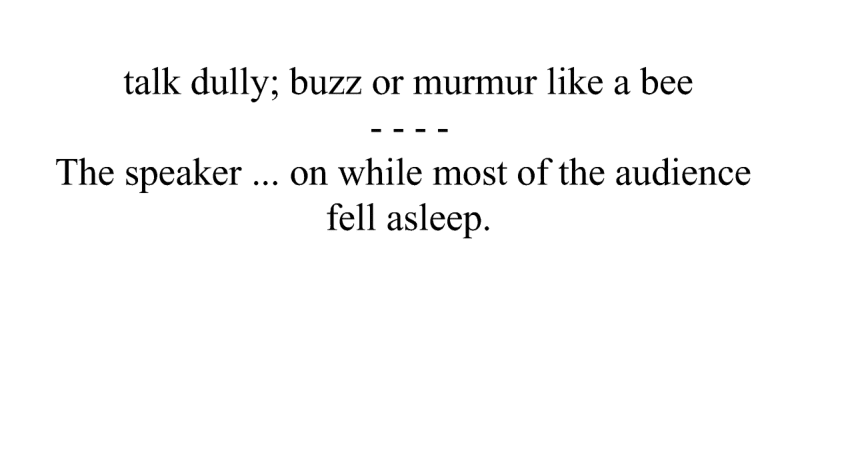 talk dully; buzz or murmur like a bee
- - - -
The speaker ... on while most of the audience
fell asleep.